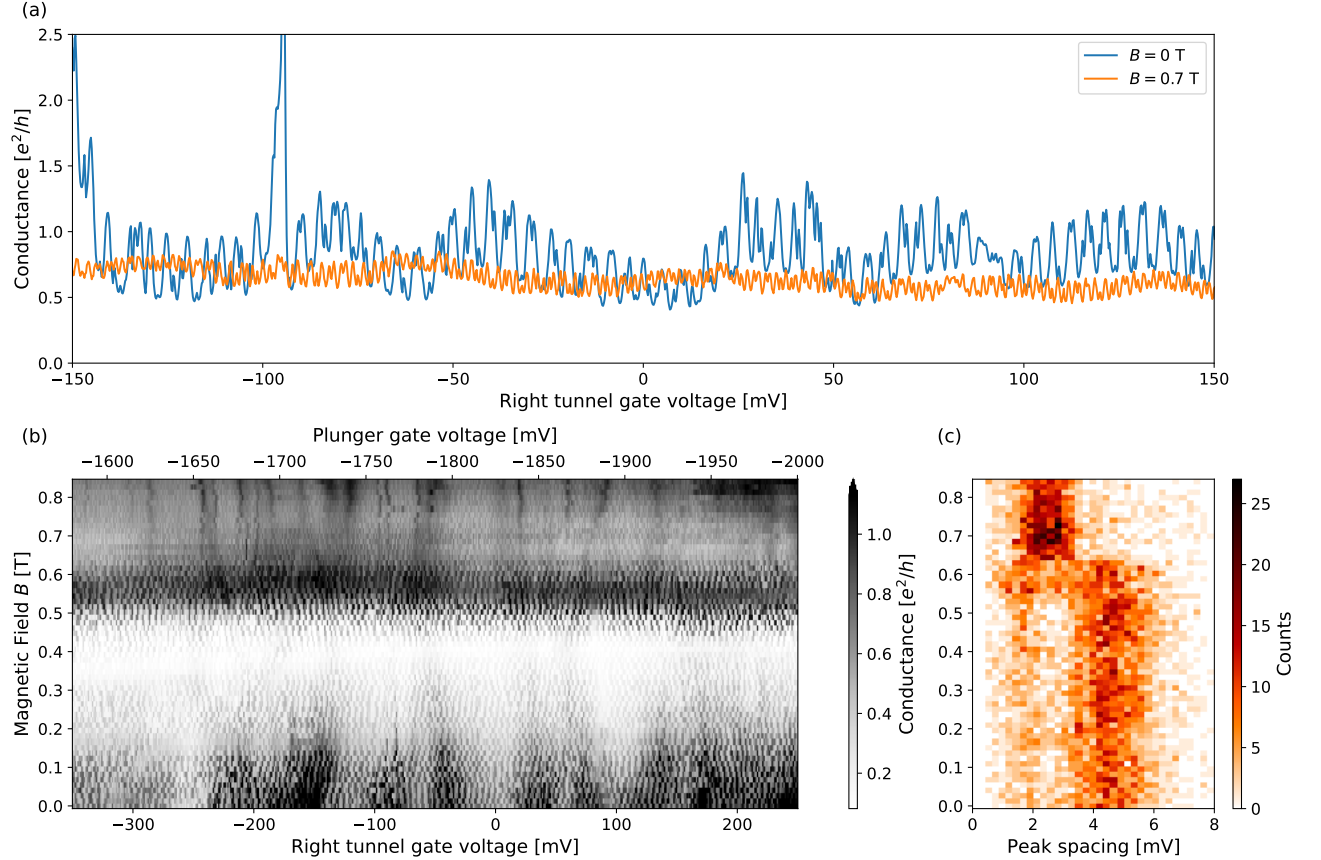 (a)
2.5
2.0
1.5
1.0
0.5
0.0
Conductance [e²/h]
B = 0 T
B = 0.7 T
−150 −100 −50 0 50 100 150
Right tunnel gate voltage [mV]
(b)
Plunger gate voltage [mV]
−1600 −1650 −1700 −1750 −1800 −1850 −1900 −1950 −2000
0.8
0.7
0.6
0.5
0.4
0.3
0.2
0.1
0.0
Magnetic Field B [T]
−300 −200 −100 0 100 200
Right tunnel gate voltage [mV]
1.0
0.8
0.6
0.4
0.2
Conductance [e²/h]
(c)
0.8
0.7
0.6
0.5
0.4
0.3
0.2
0.1
0.0
0 2 4 6 8
Peak spacing [mV]
25
20
15
10
5
0
Counts